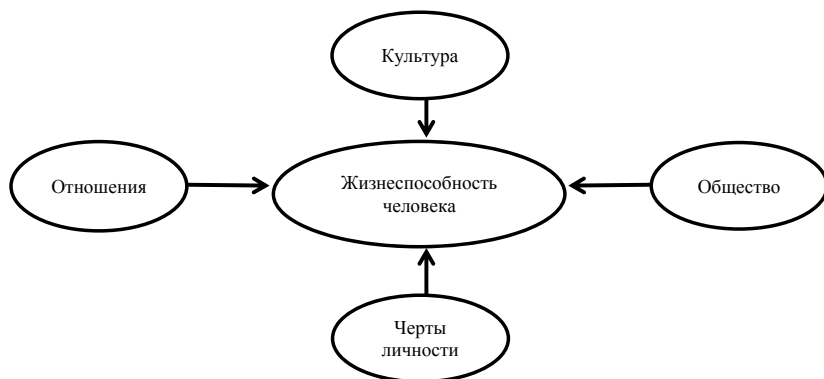 Культура
Отношения
Жизнеспособность
человека
Общество
Черты
личности